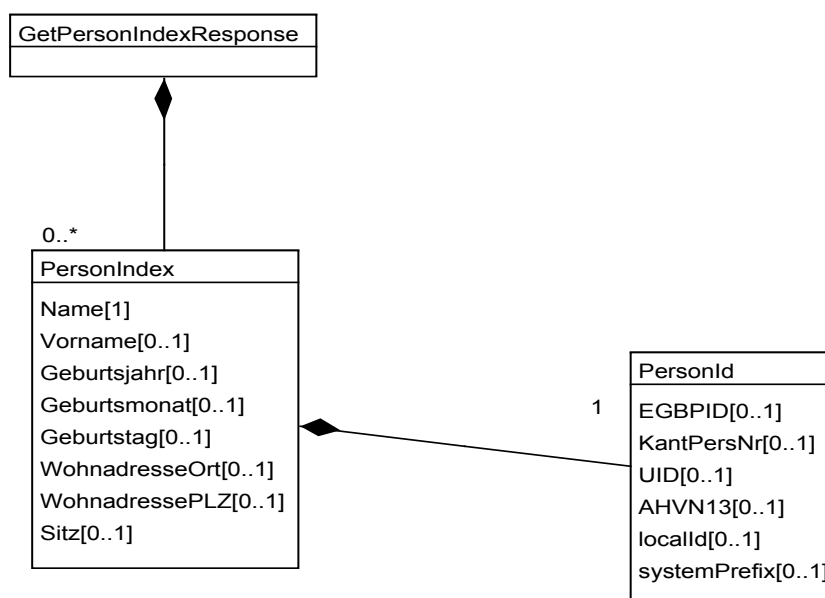 GetPersonIndexResponse
0..*
PersonIndex
Name[1]
Vorname[0..1]
Geburtsjahr[0..1]
Geburtsmonat[0..1]
Geburtstag[0..1]
WohnadresseOrt[0..1]
WohnadressePLZ[0..1]
Sitz[0..1]
1
PersonId
EGBPID[0..1]
KantPersNr[0..1]
UID[0..1]
AHVN13[0..1]
localId[0..1]
systemPrefix[0..1]